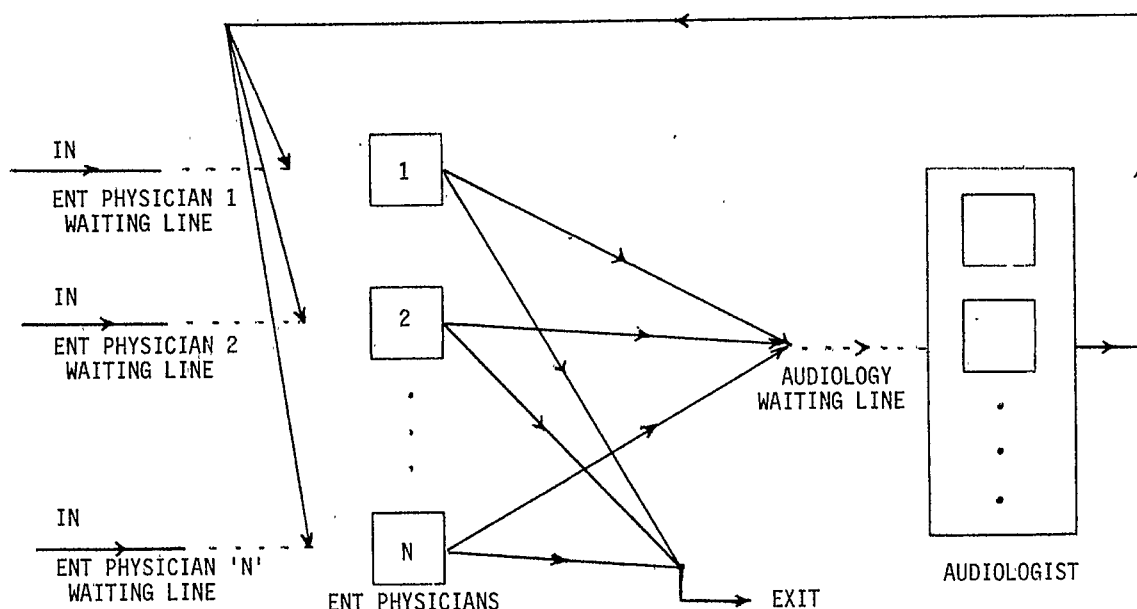 IN
ENT PHYSICIAN 1
WAITING LINE
1
IN
ENT PHYSICIAN 2
WAITING LINE
2
AUDIOLOGY
WAITING LINE
IN
ENT PHYSICIAN 'N'
WAITING LINE
N
ENT PHYSICIANS
EXIT
AUDIOLOGIST